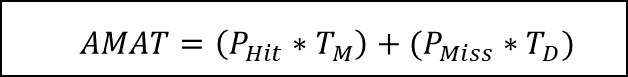 AMAT = (P_Hit * T_M) + (P_Miss * T_D)